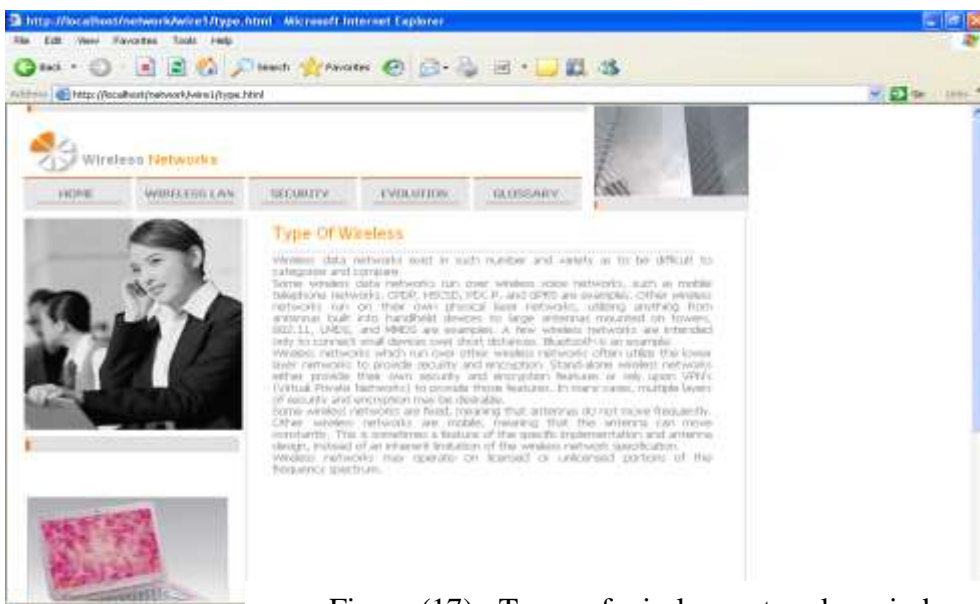 http://localhost/network/wire1/type.html - Microsoft Internet Explorer
File Edit View Favorites Tools Help
Back Search Favorites
Address http://localhost/network/wire1/type.html Go Links
Wireless Networks
HOME WIRELESS LAN SECURITY EVOLUTION GLOSSARY
Type Of Wireless
Wireless data networks exist in such number and variety as to be difficult to
categorize and compare.
Some wireless data networks run over wireless voice networks, such as mobile
telephone networks. CPDP, HSCSD, PDC-P, and GPRS are examples. Other wireless
networks run on their own physical layer networks, utilizing anything from
antennas built into handheld devices to large antennas mounted on towers.
802.11, LMDS, and MMDS are examples. A few wireless networks are intended
only to connect small devices over short distances. Bluetooth is an example.
Wireless networks which run over other wireless networks often utilize the lower
layer networks to provide security and encryption. Stand-alone wireless networks
either provide their own security and encryption features or rely upon VPN's
(Virtual Private Networks) to provide those features. In many cases, multiple layers
of security and encryption may be desirable.
Some wireless networks are fixed, meaning that antennas do not move frequently.
Other wireless networks are mobile, meaning that the antenna can move
constantly. This is sometimes a feature of the specific implementation and antenna
design, instead of an inherent limitation of the wireless network specification.
Wireless networks may operate on licensed or unlicensed portions of the
frequency spectrum.